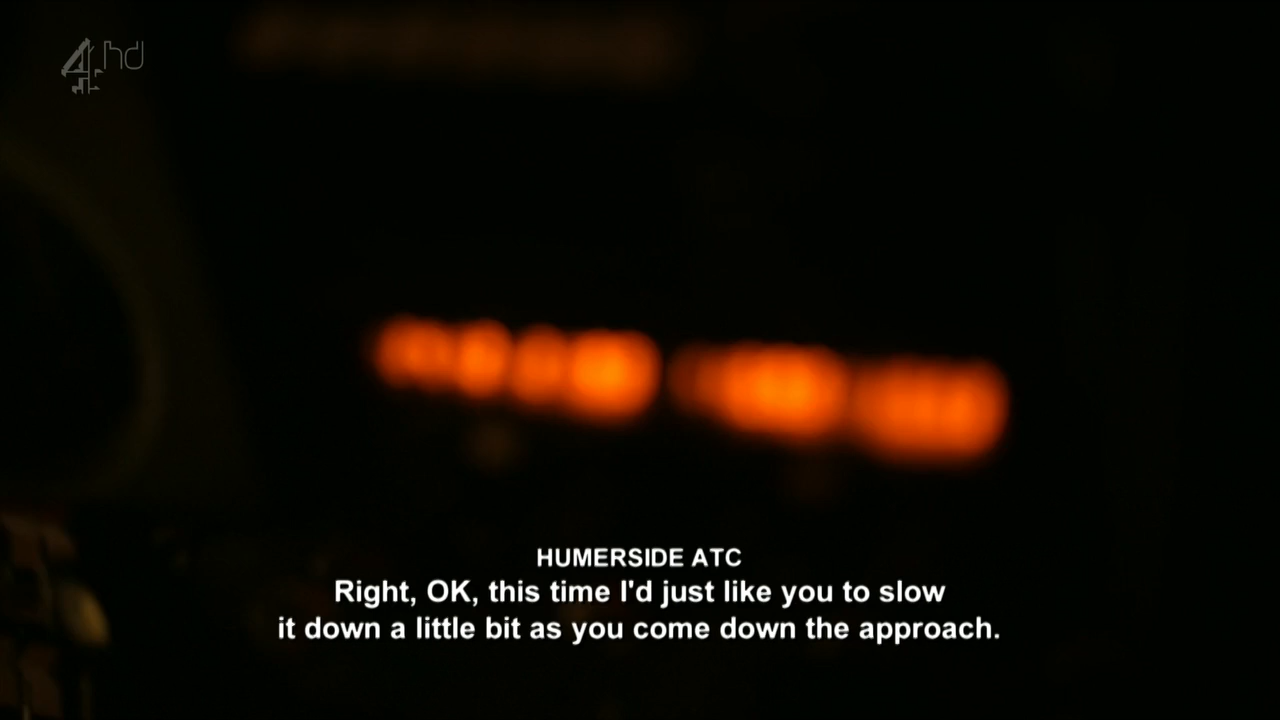 4hd
HUMERSIDE ATC
Right, OK, this time I'd just like you to slow
it down a little bit as you come down the approach.